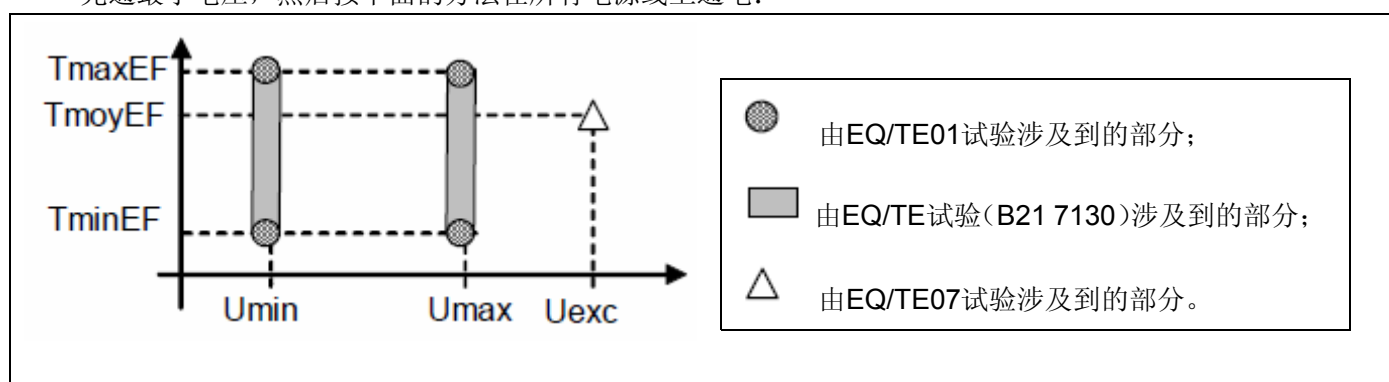 TmaxEF
TmoyEF
TminEF
Umin
Umax
Uexc
由EQ/TE01试验涉及到的部分；
由EQ/TE试验（B21 7130）涉及到的部分；
由EQ/TE07试验涉及到的部分。